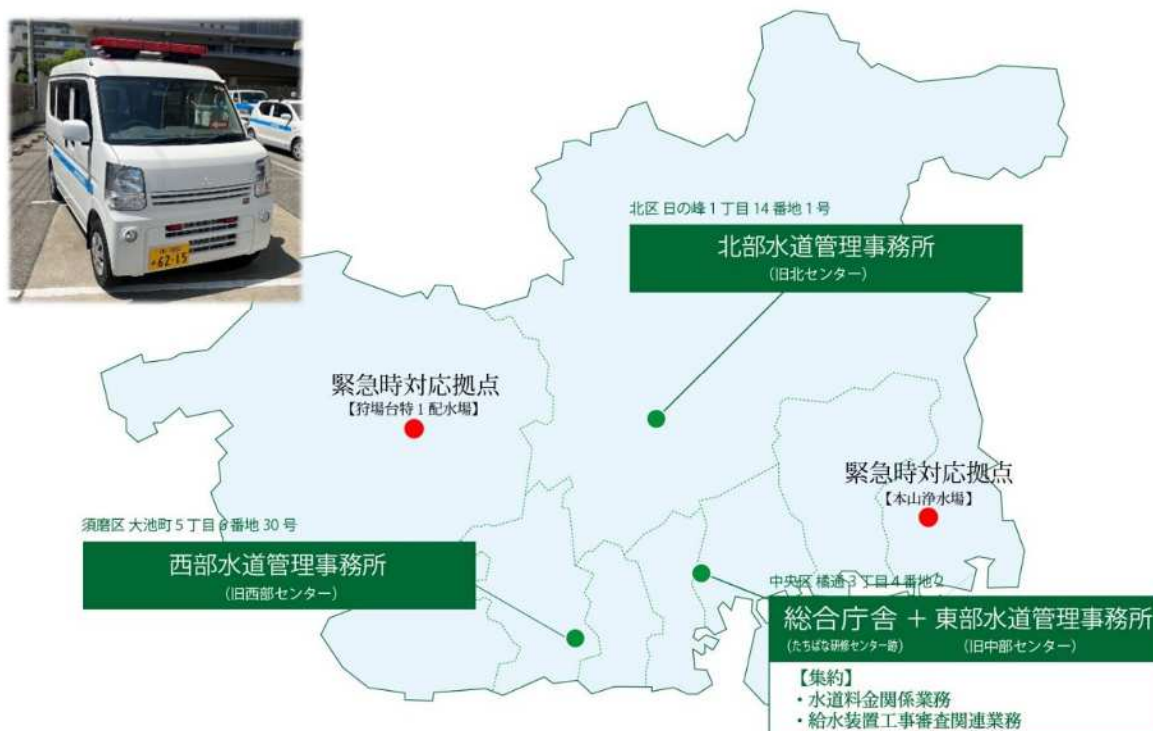 6215
北区 日の峰 1 丁目 14 番地 1 号
北部水道管理事務所
(旧北センター)
緊急時対応拠点
【狩場台特 1 配水場】
緊急時対応拠点
【本山浄水場】
須磨区 大池町 5 丁目 6 番地 30 号
西部水道管理事務所
(旧西部センター)
中央区 橘通 3 丁目 4 番地 2
総合庁舎 + 東部水道管理事務所
(たちばな研修センター跡) (旧中部センター)
【集約】
・水道料金関係業務
・給水装置工事審査関連業務